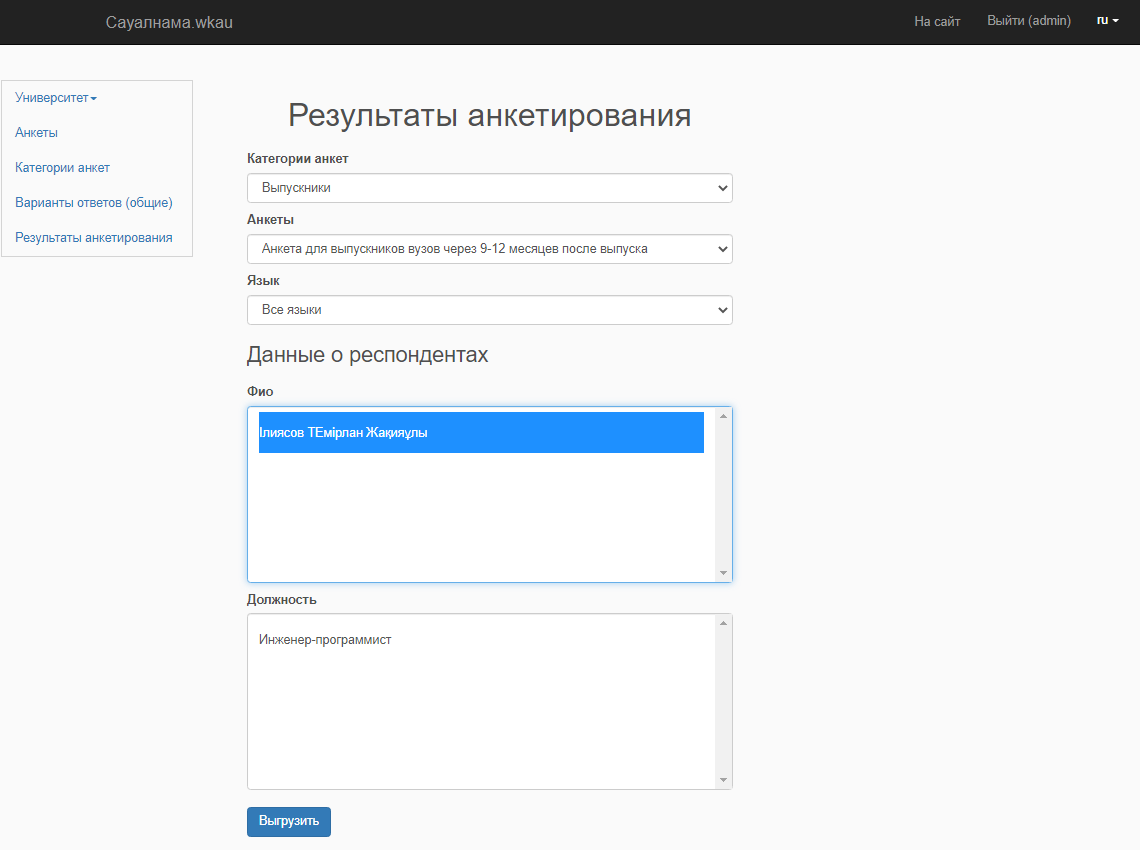 Сауалнама.wkau
На сайт
Выйти (admin)
ru
Университет
Анкеты
Категории анкет
Варианты ответов (общие)
Результаты анкетирования
Результаты анкетирования
Категории анкет
Выпускники
Анкеты
Анкета для выпускников вузов через 9-12 месяцев после выпуска
Язык
Все языки
Данные о респондентах
Фио
Ілиясов ТЕмірлан Жақияұлы
Должность
Инженер-программист
Выгрузить